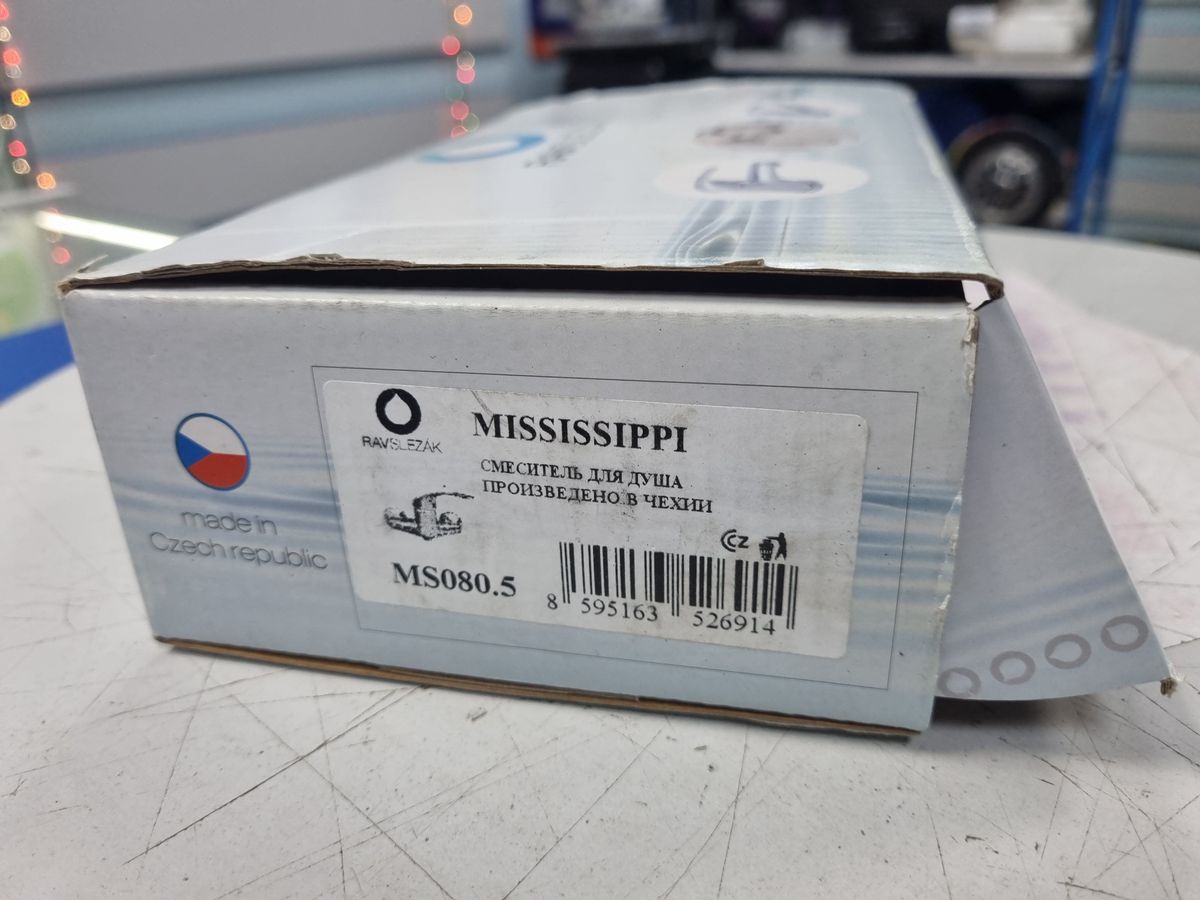 RAVSLEZÁK
MISSISSIPPI
СМЕСИТЕЛЬ ДЛЯ ДУША
ПРОИЗВЕДЕНО В ЧЕХИИ
made in
Czech republic
CZ
MS080.5
8 595163 526914